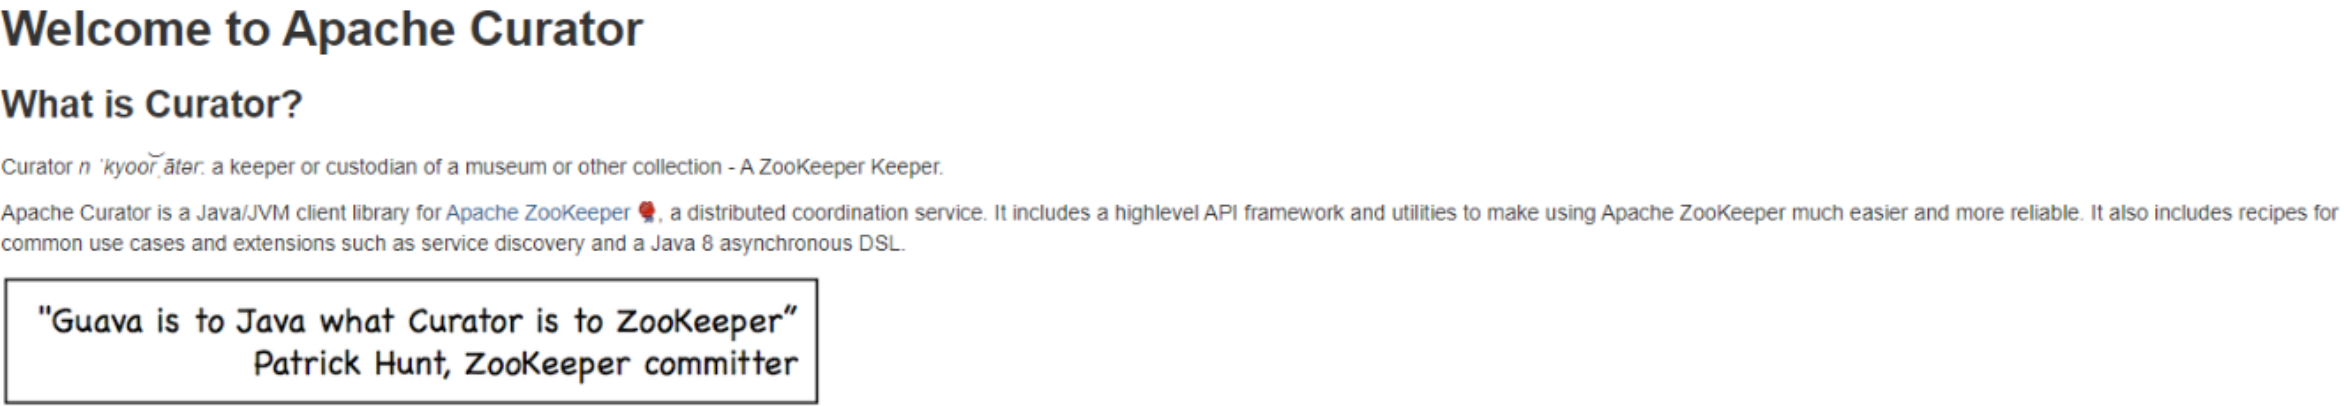 Welcome to Apache Curator
What is Curator?
Curator n ˈkyoor͝ˌātər: a keeper or custodian of a museum or other collection - A ZooKeeper Keeper.
Apache Curator is a Java/JVM client library for Apache ZooKeeper , a distributed coordination service. It includes a highlevel API framework and utilities to make using Apache ZooKeeper much easier and more reliable. It also includes recipes for
common use cases and extensions such as service discovery and a Java 8 asynchronous DSL.
"Guava is to Java what Curator is to ZooKeeper”
Patrick Hunt, ZooKeeper committer